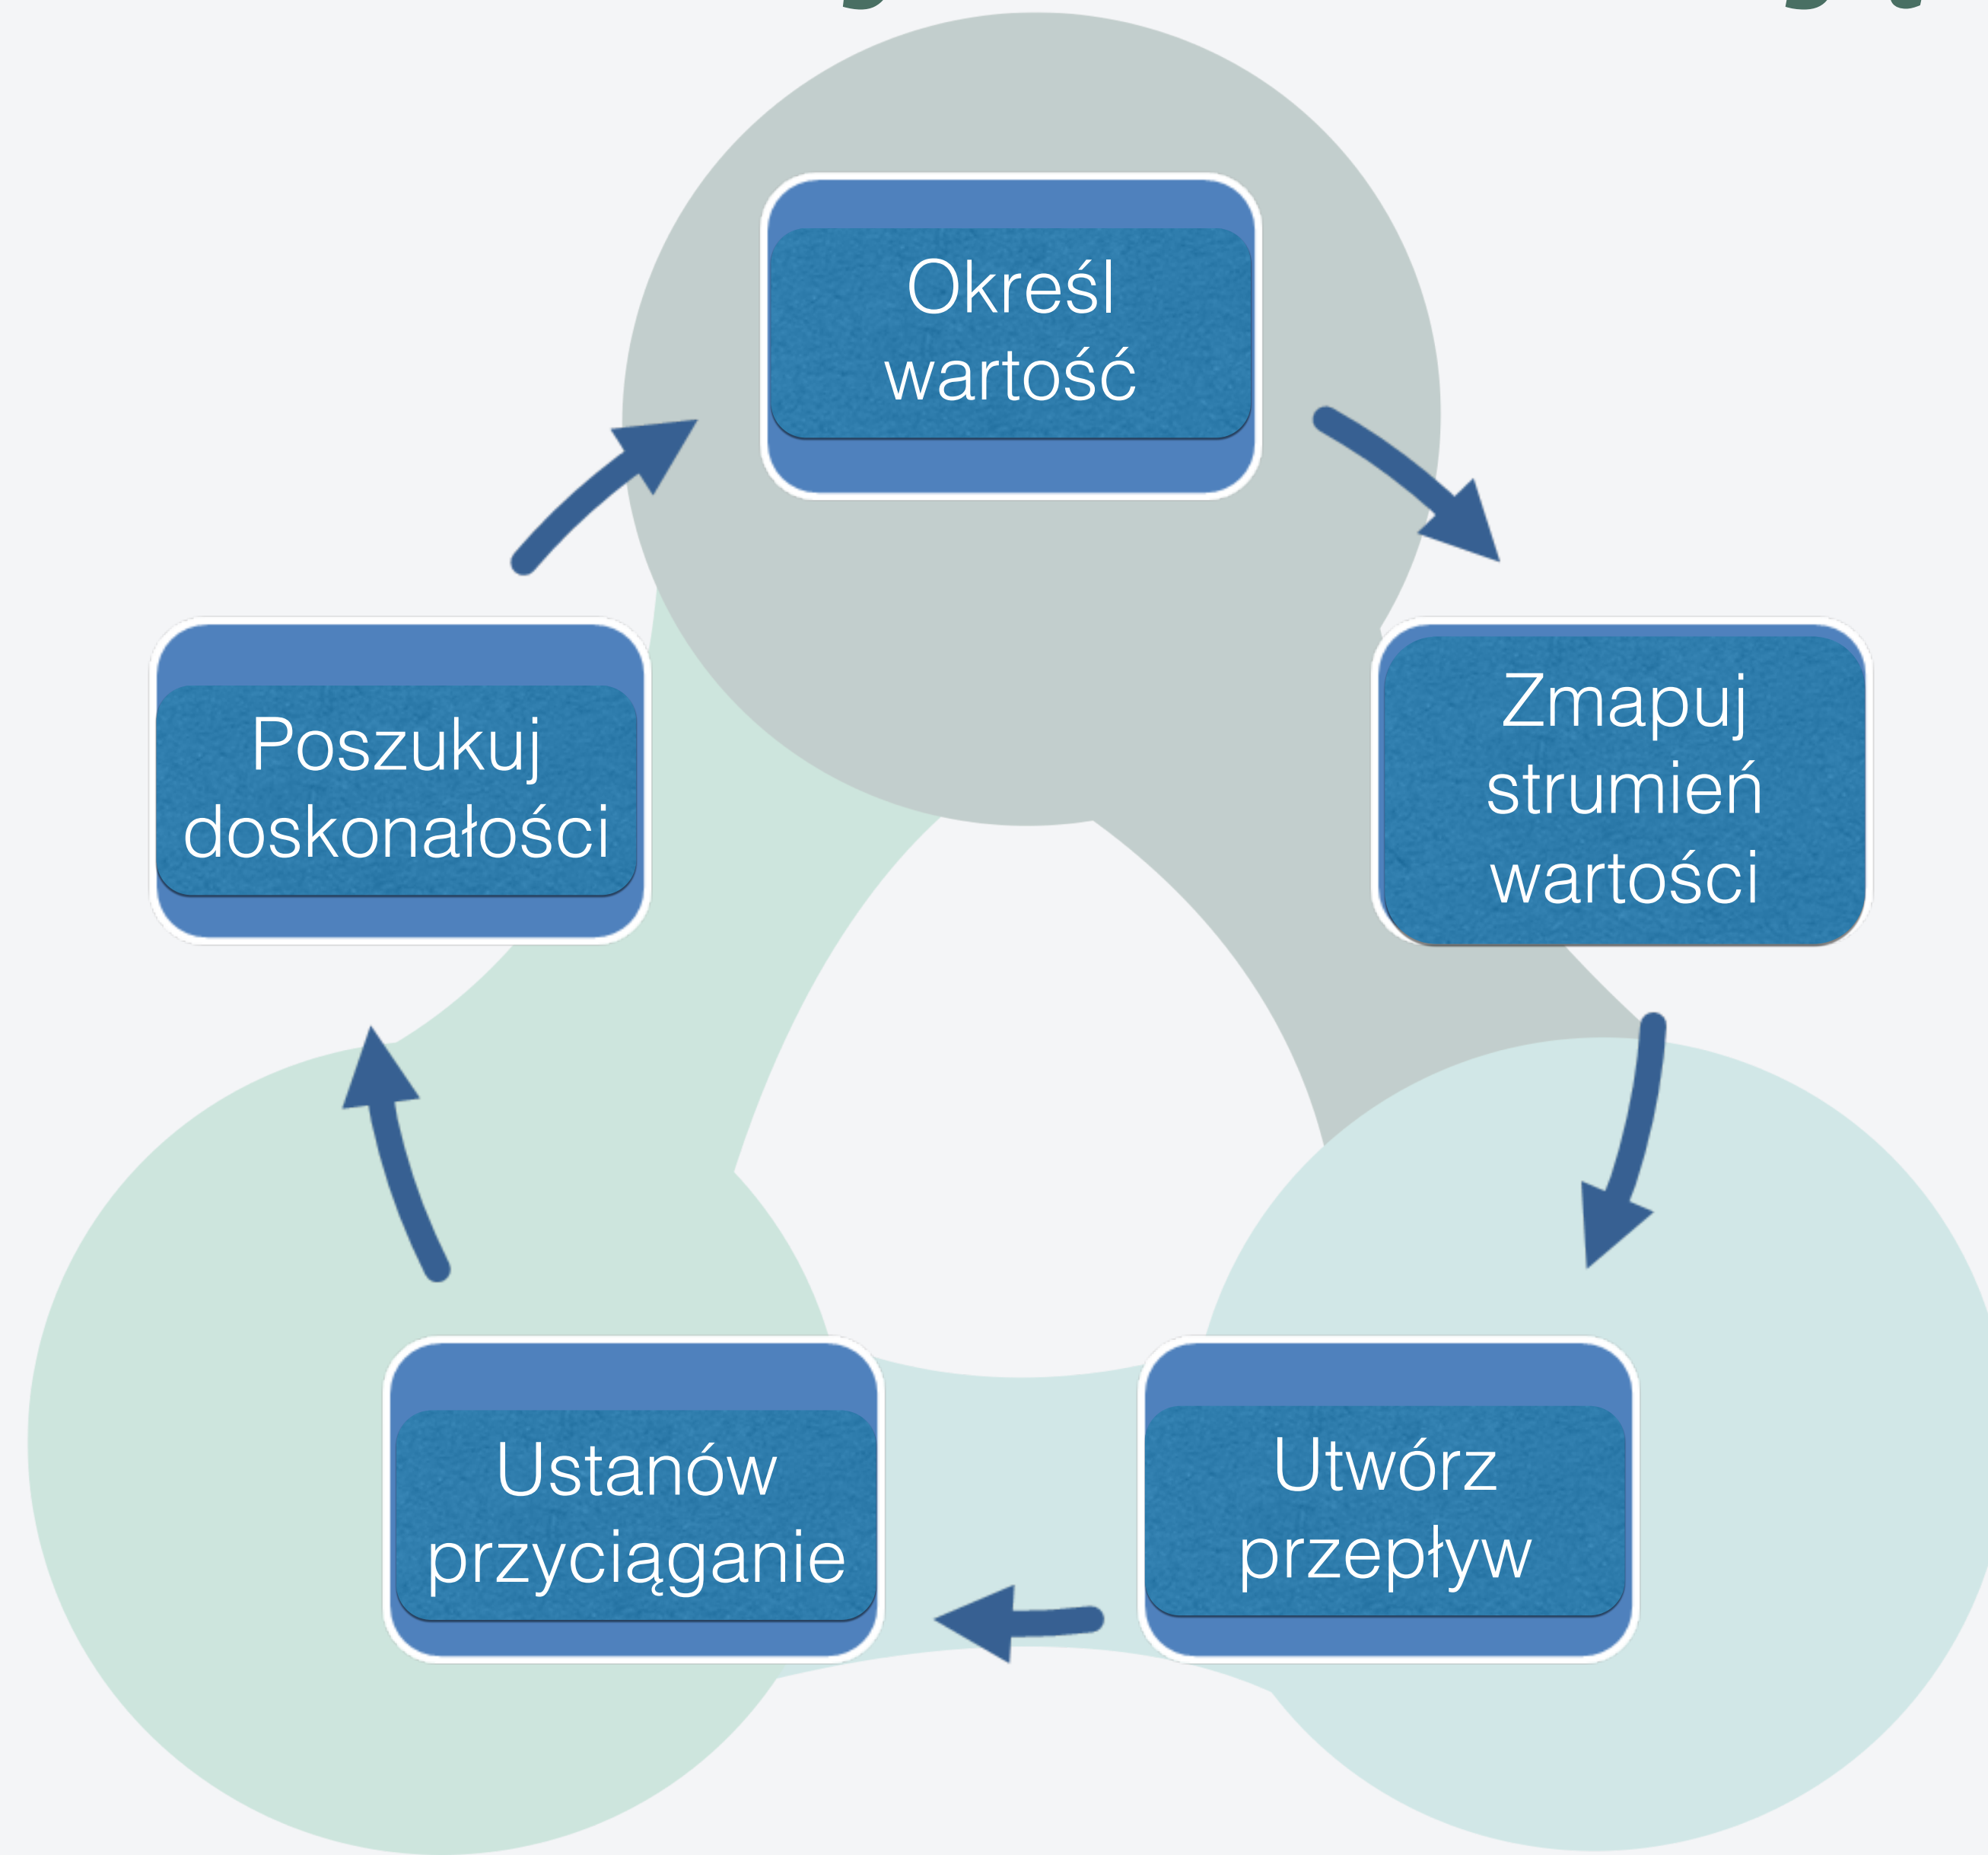 Określ
wartość
Zmapuj
strumień
wartości
Utwórz
przepływ
Ustanów
przyciąganie
Poszukuj
doskonałości